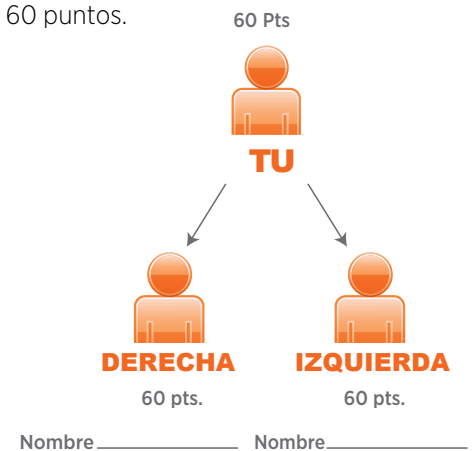 60 puntos.
60 Pts
TU
DERECHA IZQUIERDA
60 pts. 60 pts.
Nombre Nombre